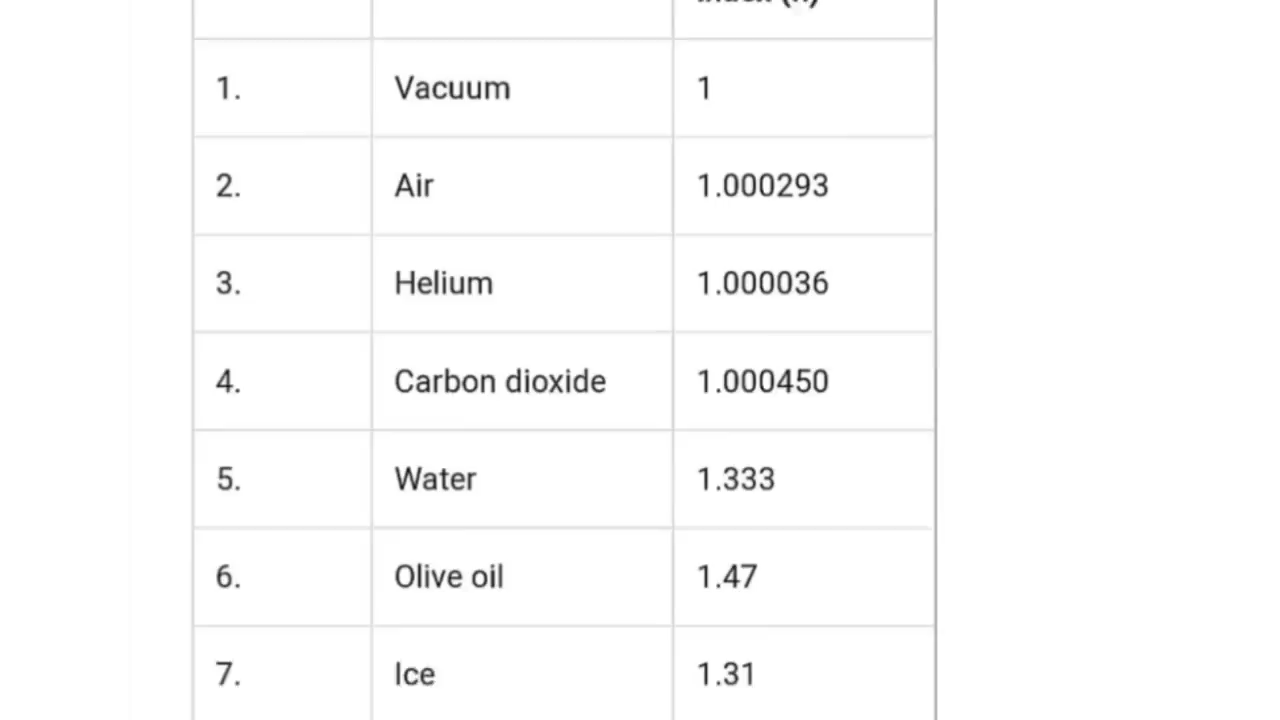 1. Vacuum 1
2. Air 1.000293
3. Helium 1.000036
4. Carbon dioxide 1.000450
5. Water 1.333
6. Olive oil 1.47
7. Ice 1.31